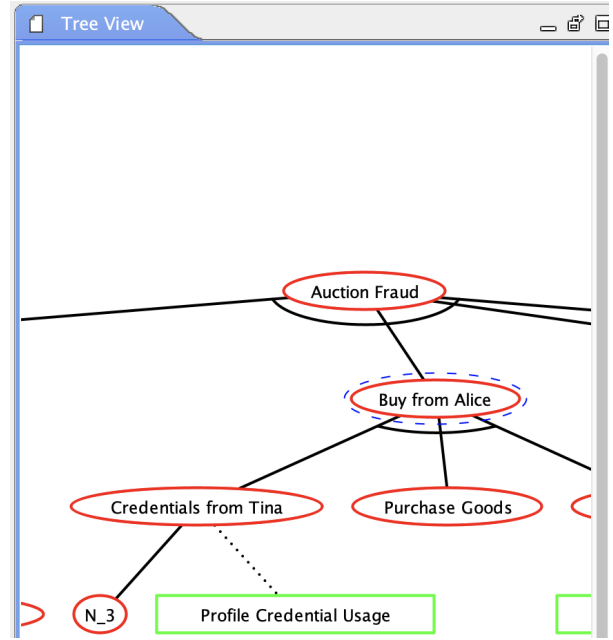 Tree View
Auction Fraud
Buy from Alice
Credentials from Tina
Purchase Goods
N_3
Profile Credential Usage